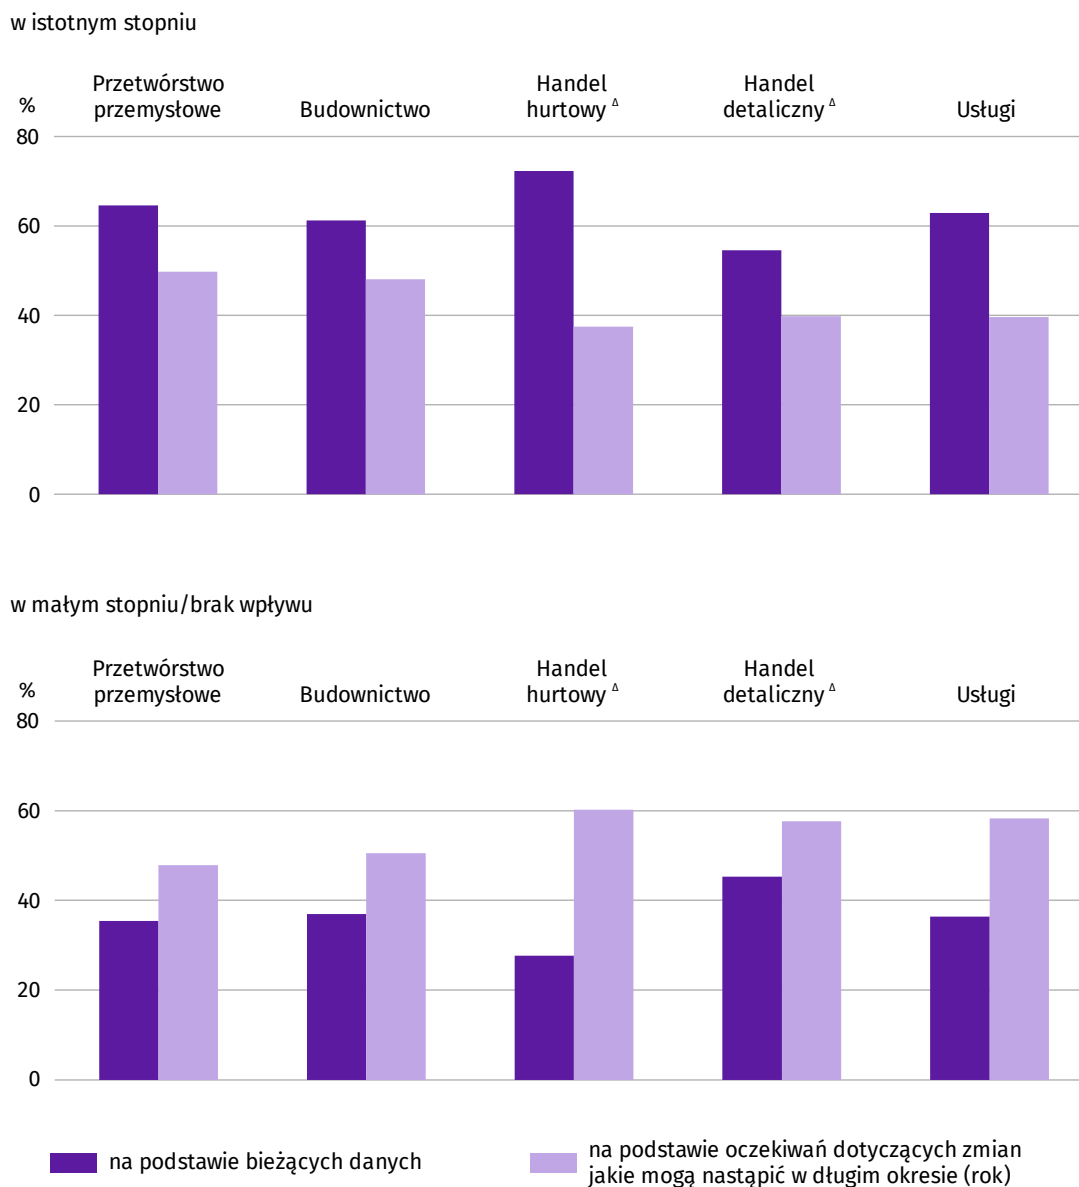 w istotnym stopniu
Przetwórstwo
przemysłowe
Budownictwo
Handel
hurtowy Δ
Handel
detaliczny Δ
Usługi
%
80
60
40
20
0
w małym stopniu/brak wpływu
Przetwórstwo
przemysłowe
Budownictwo
Handel
hurtowy Δ
Handel
detaliczny Δ
Usługi
%
80
60
40
20
0
na podstawie bieżących danych
na podstawie oczekiwań dotyczących zmian
jakie mogą nastąpić w długim okresie (rok)